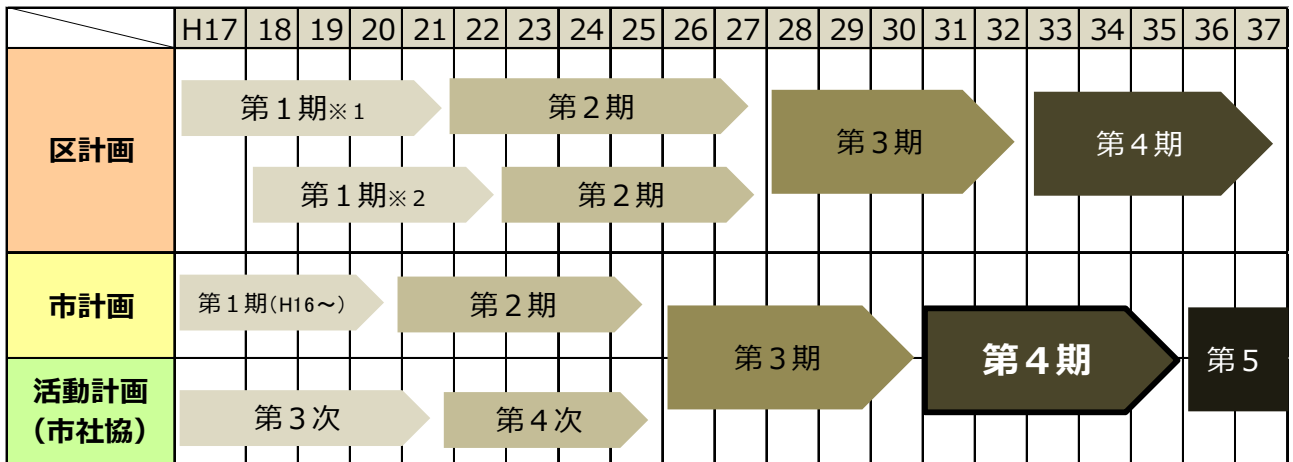 H17 18 19 20 21 22 23 24 25 26 27 28 29 30 31 32 33 34 35 36 37
区計画
第１期※１
第２期
第３期
第４期
第１期※２
第２期
市計画
第１期(H16～)
第２期
第３期
第４期
第５
活動計画
（市社協）
第３次
第４次